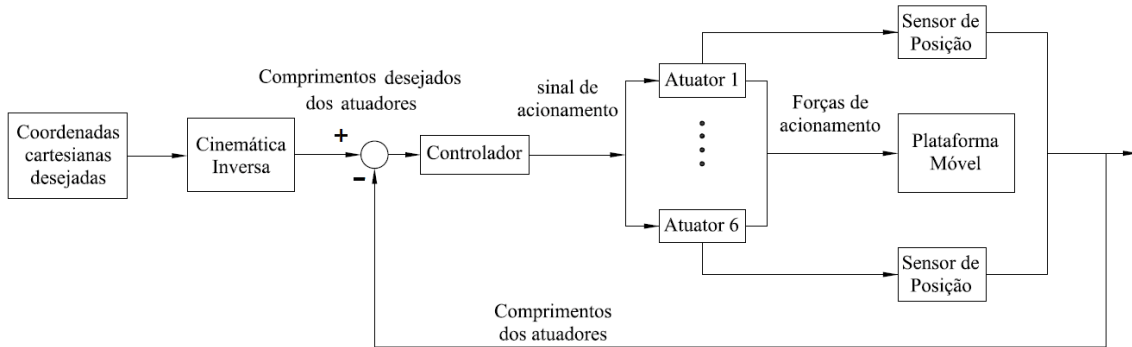 Coordenadas
cartesianas
desejadas
Cinemática
Inversa
Comprimentos desejados
dos atuadores
+
−
Controlador
sinal de
acionamento
Atuator 1
Atuator 6
Forças de
acionamento
Sensor de
Posição
Plataforma
Móvel
Sensor de
Posição
Comprimentos
dos atuadores